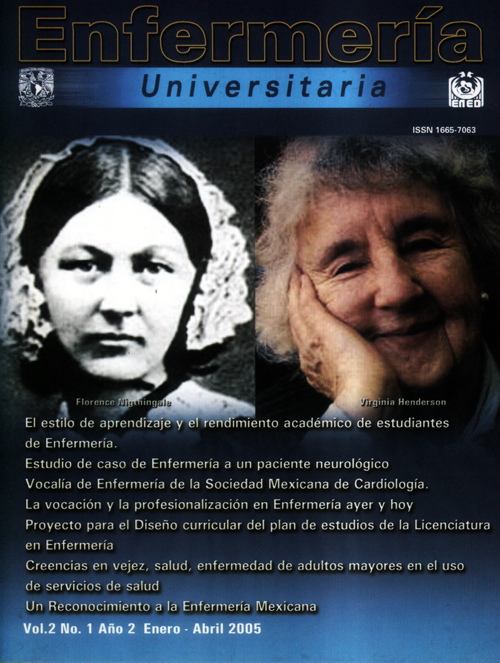 Enfermería
Universitaria
ENEO
ISSN 1665-7063
Florence Nigthingale
Virginia Henderson
El estilo de aprendizaje y el rendimiento académico de estudiantes
de Enfermería.
Estudio de caso de Enfermería a un paciente neurológico
Vocalía de Enfermería de la Sociedad Mexicana de Cardiología.
La vocación y la profesionalización en Enfermería ayer y hoy
Proyecto para el Diseño curricular del plan de estudios de la Licenciatura
en Enfermería
Creencias en vejez, salud, enfermedad de adultos mayores en el uso
de servicios de salud
Un Reconocimiento a la Enfermería Mexicana
Vol.2 No. 1 Año 2 Enero - Abril 2005